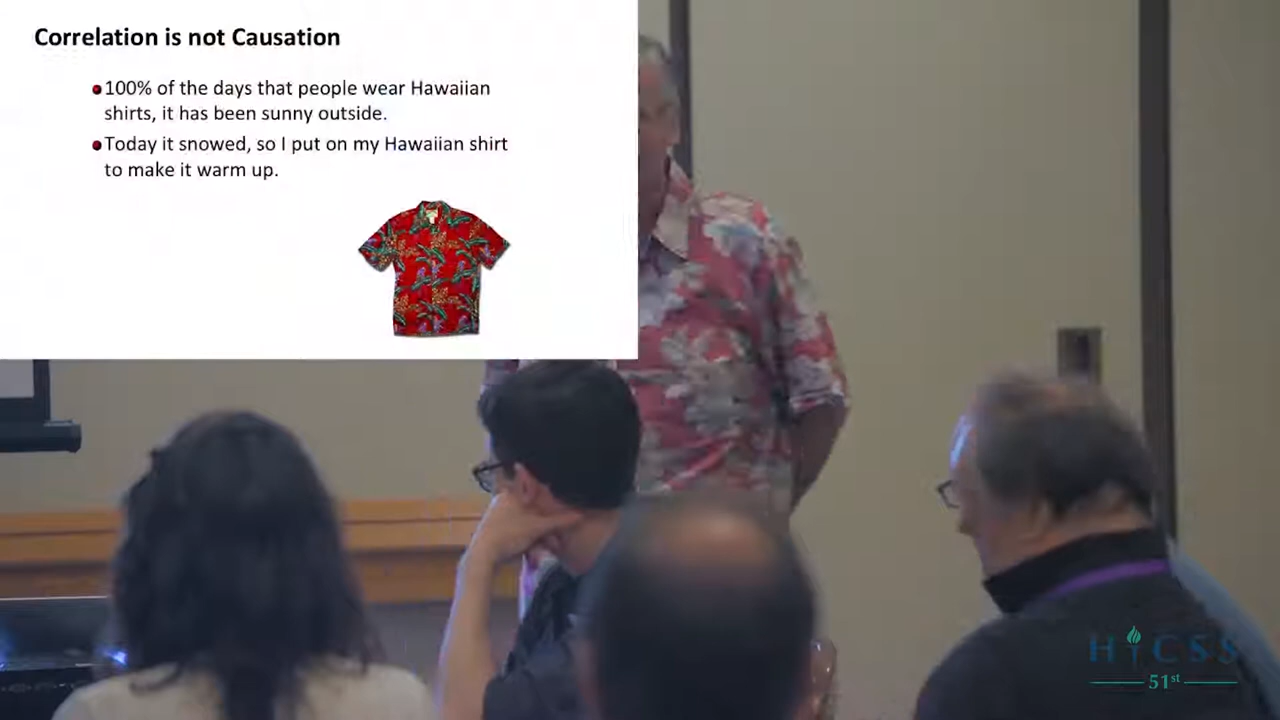 Correlation is not Causation
100% of the days that people wear Hawaiian
shirts, it has been sunny outside.
Today it snowed, so I put on my Hawaiian shirt
to make it warm up.
HICSS
51st